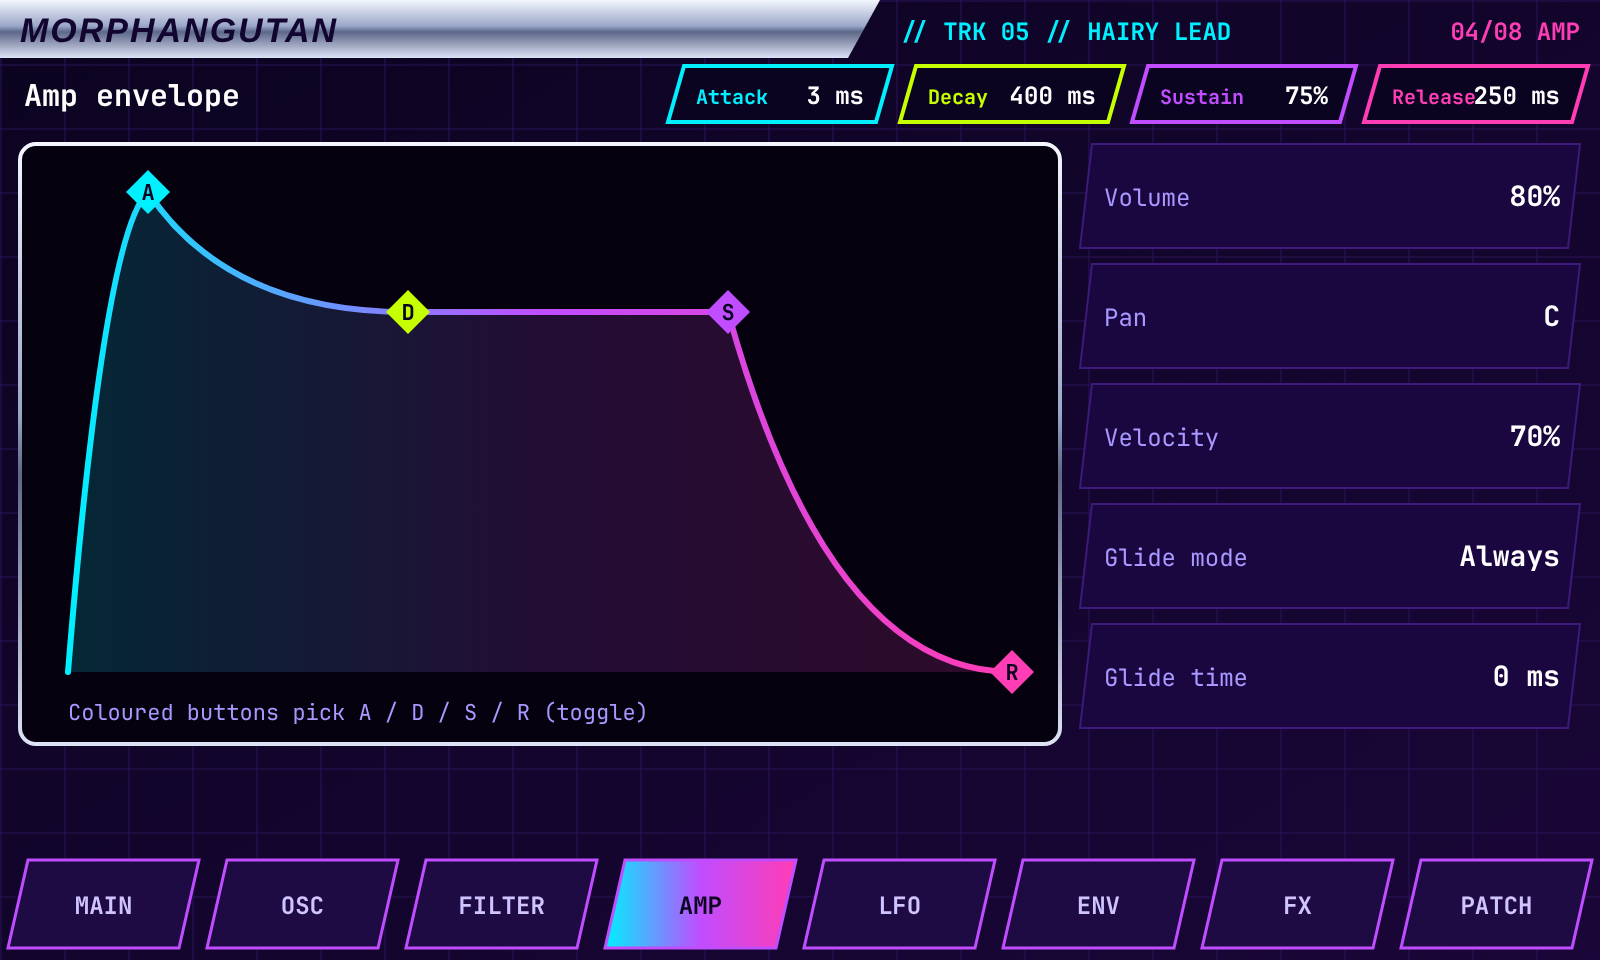 MORPHANGUTAN
// TRK 05 // HAIRY LEAD
04/08 AMP
Amp envelope
Attack 3 ms
Decay 400 ms
Sustain 75%
Release 250 ms
A
D
S
R
Coloured buttons pick A / D / S / R (toggle)
Volume 80%
Pan C
Velocity 70%
Glide mode Always
Glide time 0 ms
MAIN
OSC
FILTER
AMP
LFO
ENV
FX
PATCH